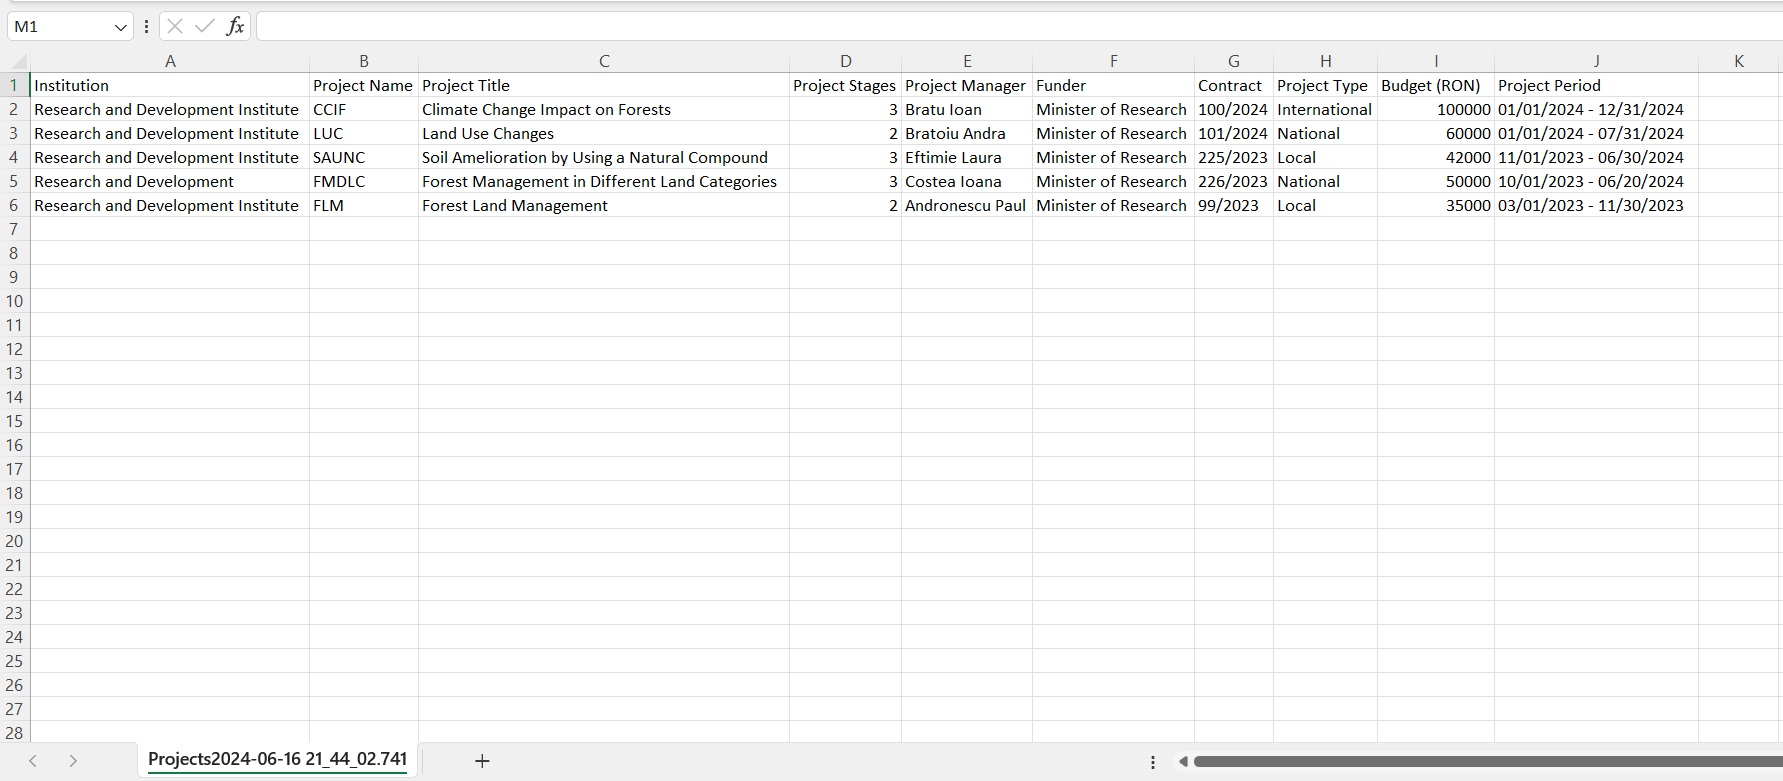 M1 fx
A B C D E F G H I J K
1 Institution Project Name Project Title Project Stages Project Manager Funder Contract Project Type Budget (RON) Project Period
2 Research and Development Institute CCIF Climate Change Impact on Forests 3 Bratu Ioan Minister of Research 100/2024 International 100000 01/01/2024 - 12/31/2024
3 Research and Development Institute LUC Land Use Changes 2 Bratoiu Andra Minister of Research 101/2024 National 60000 01/01/2024 - 07/31/2024
4 Research and Development Institute SAUNC Soil Amelioration by Using a Natural Compound 3 Eftimie Laura Minister of Research 225/2023 Local 42000 11/01/2023 - 06/30/2024
5 Research and Development FMDLC Forest Management in Different Land Categories 3 Costea Ioana Minister of Research 226/2023 National 50000 10/01/2023 - 06/20/2024
6 Research and Development Institute FLM Forest Land Management 2 Andronescu Paul Minister of Research 99/2023 Local 35000 03/01/2023 - 11/30/2023
7
8
9
10
11
12
13
14
15
16
17
18
19
20
21
22
23
24
25
26
27
28
Projects2024-06-16 21_44_02.741